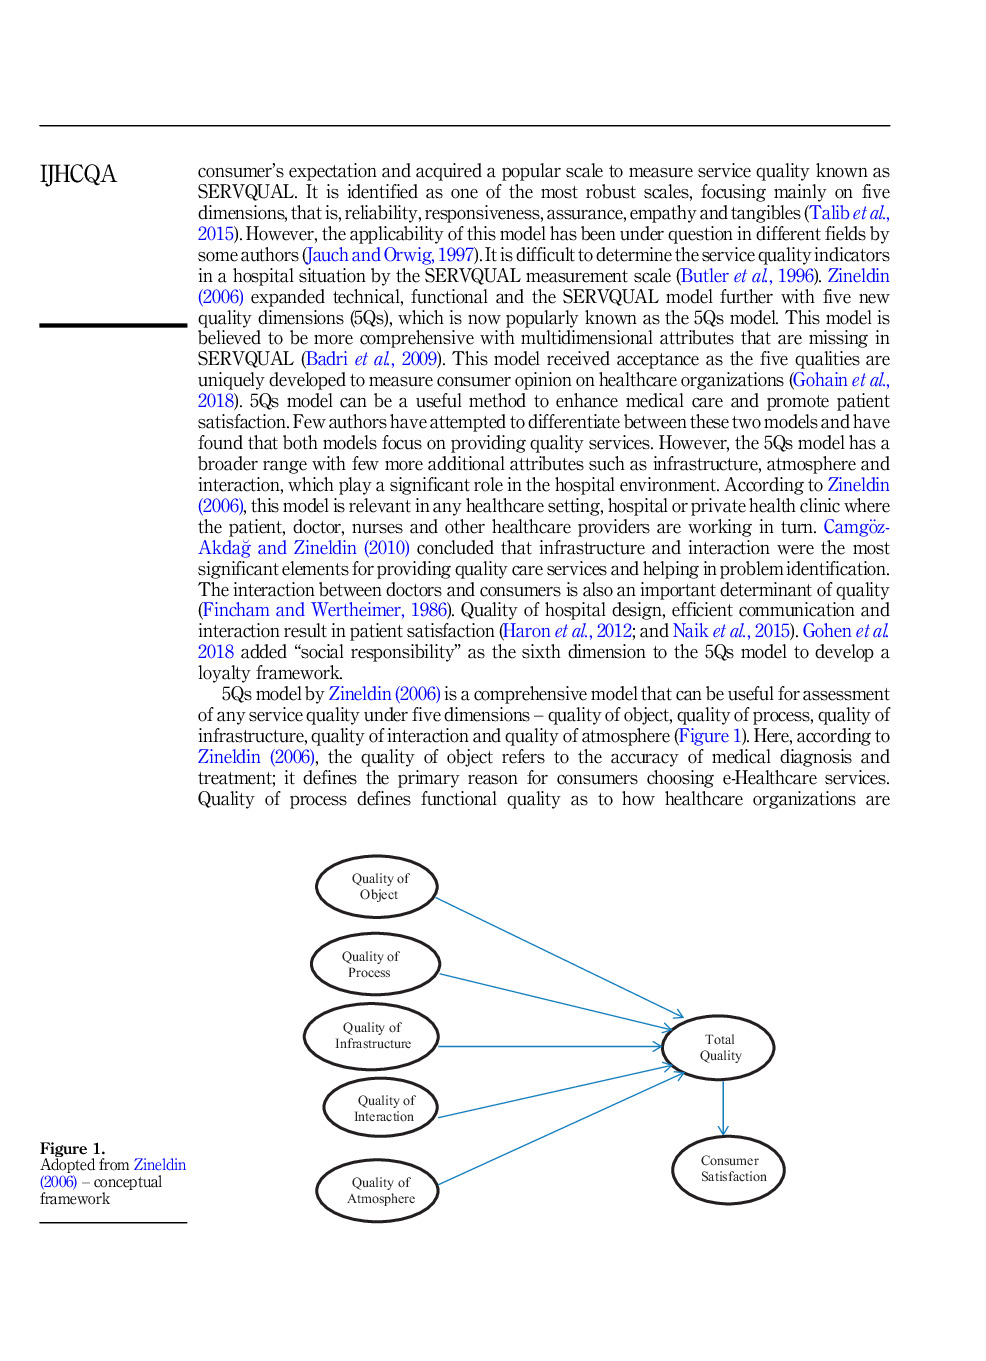 IJHCQA
consumer's expectation and acquired a popular scale to measure service quality known as
SERVQUAL. It is identified as one of the most robust scales, focusing mainly on five
dimensions, that is, reliability, responsiveness, assurance, empathy and tangibles (Talib et al.,
2015). However, the applicability of this model has been under question in different fields by
some authors (Jauch and Orwig, 1997). It is difficult to determine the service quality indicators
in a hospital situation by the SERVQUAL measurement scale (Butler et al., 1996). Zineldin
(2006) expanded technical, functional and the SERVQUAL model further with five new
quality dimensions (5Qs), which is now popularly known as the 5Qs model. This model is
believed to be more comprehensive with multidimensional attributes that are missing in
SERVQUAL (Badri et al., 2009). This model received acceptance as the five qualities are
uniquely developed to measure consumer opinion on healthcare organizations (Gohain et al.,
2018). 5Qs model can be a useful method to enhance medical care and promote patient
satisfaction. Few authors have attempted to differentiate between these two models and have
found that both models focus on providing quality services. However, the 5Qs model has a
broader range with few more additional attributes such as infrastructure, atmosphere and
interaction, which play a significant role in the hospital environment. According to Zineldin
(2006), this model is relevant in any healthcare setting, hospital or private health clinic where
the patient, doctor, nurses and other healthcare providers are working in turn. Camgöz-
Akdağ and Zineldin (2010) concluded that infrastructure and interaction were the most
significant elements for providing quality care services and helping in problem identification.
The interaction between doctors and consumers is also an important determinant of quality
(Fincham and Wertheimer, 1986). Quality of hospital design, efficient communication and
interaction result in patient satisfaction (Haron et al., 2012; and Naik et al., 2015). Gohen et al.
2018 added “social responsibility” as the sixth dimension to the 5Qs model to develop a
loyalty framework.
5Qs model by Zineldin (2006) is a comprehensive model that can be useful for assessment
of any service quality under five dimensions – quality of object, quality of process, quality of
infrastructure, quality of interaction and quality of atmosphere (Figure 1). Here, according to
Zineldin (2006), the quality of object refers to the accuracy of medical diagnosis and
treatment; it defines the primary reason for consumers choosing e-Healthcare services.
Quality of process defines functional quality as to how healthcare organizations are
Quality of
Object
Quality of
Process
Quality of
Infrastructure
Quality of
Interaction
Quality of
Atmosphere
Total
Quality
Consumer
Satisfaction
Figure 1.
Adopted from Zineldin
(2006) – conceptual
framework